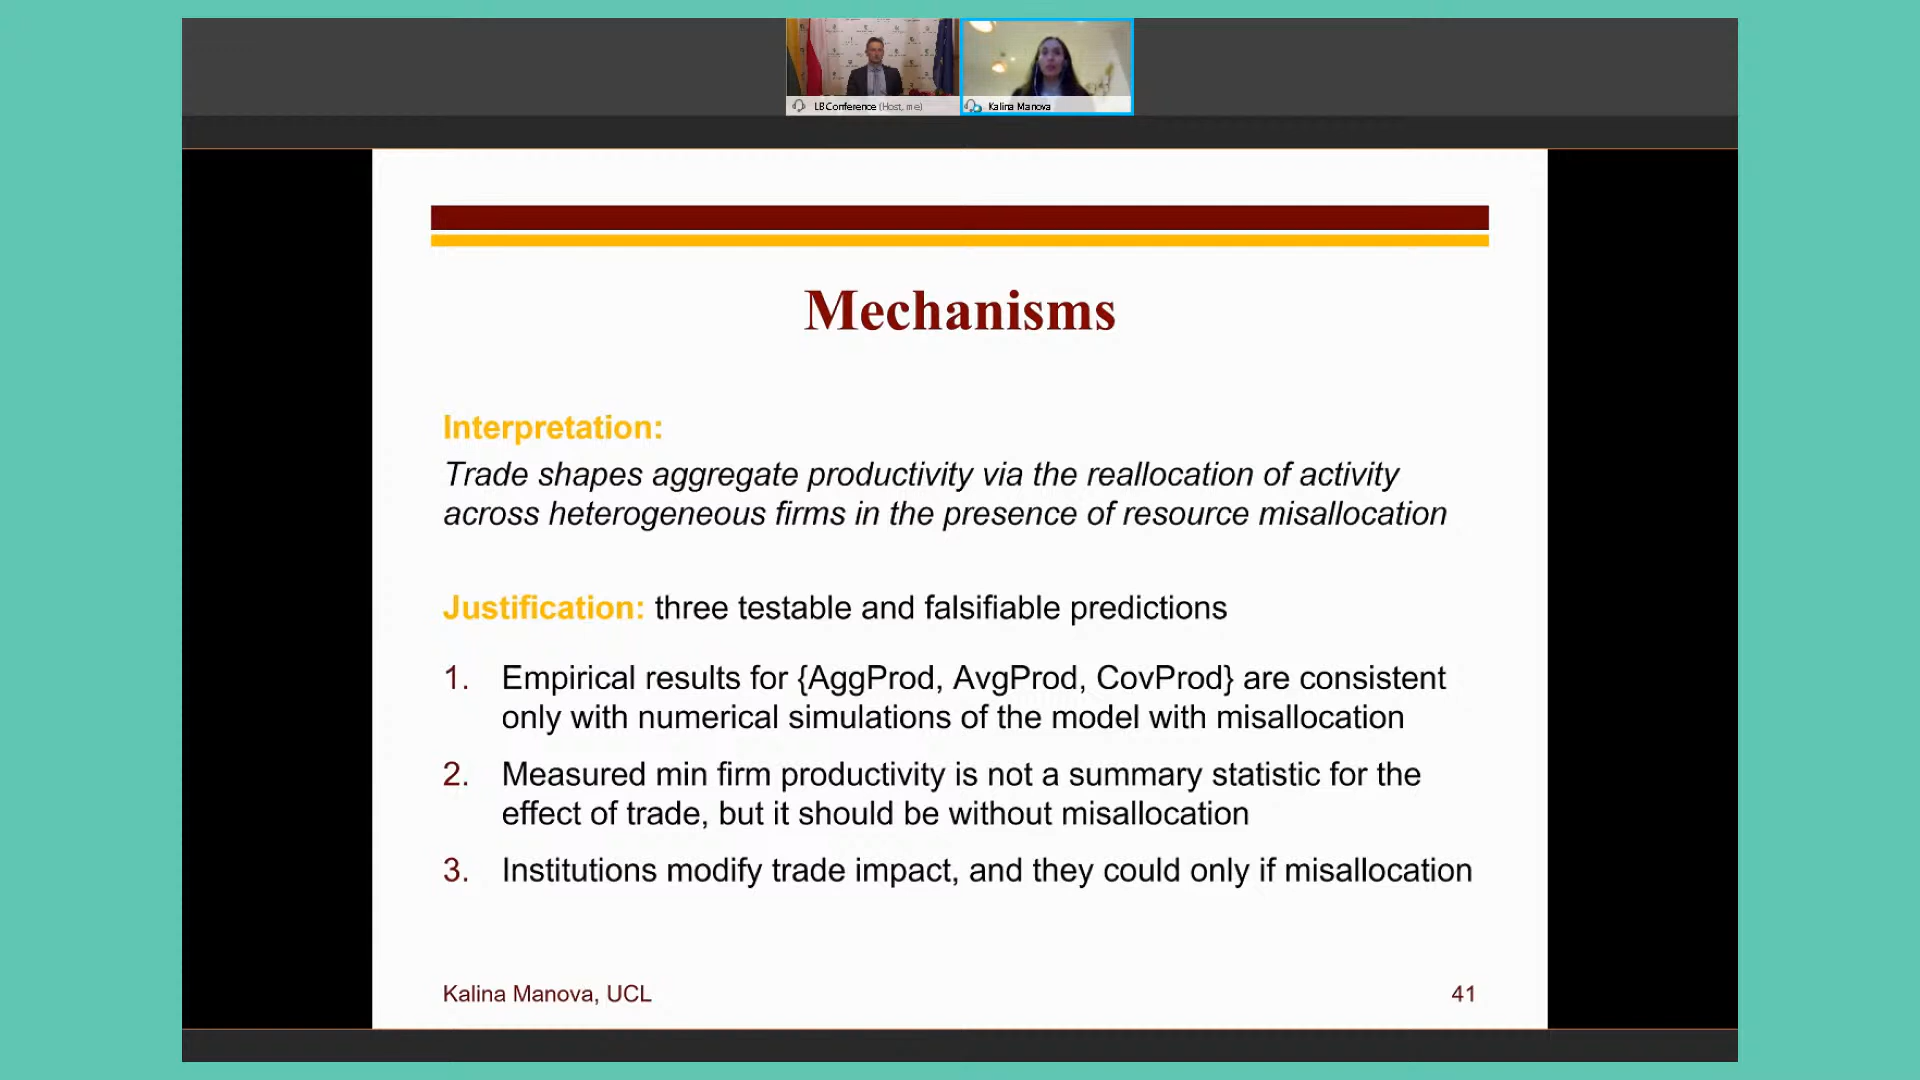 LBConference (Host, me)
Kalina Manova
Mechanisms
Interpretation:
Trade shapes aggregate productivity via the reallocation of activity
across heterogeneous firms in the presence of resource misallocation
Justification: three testable and falsifiable predictions
1. Empirical results for {AggProd, AvgProd, CovProd} are consistent
only with numerical simulations of the model with misallocation
2. Measured min firm productivity is not a summary statistic for the
effect of trade, but it should be without misallocation
3. Institutions modify trade impact, and they could only if misallocation
Kalina Manova, UCL
41